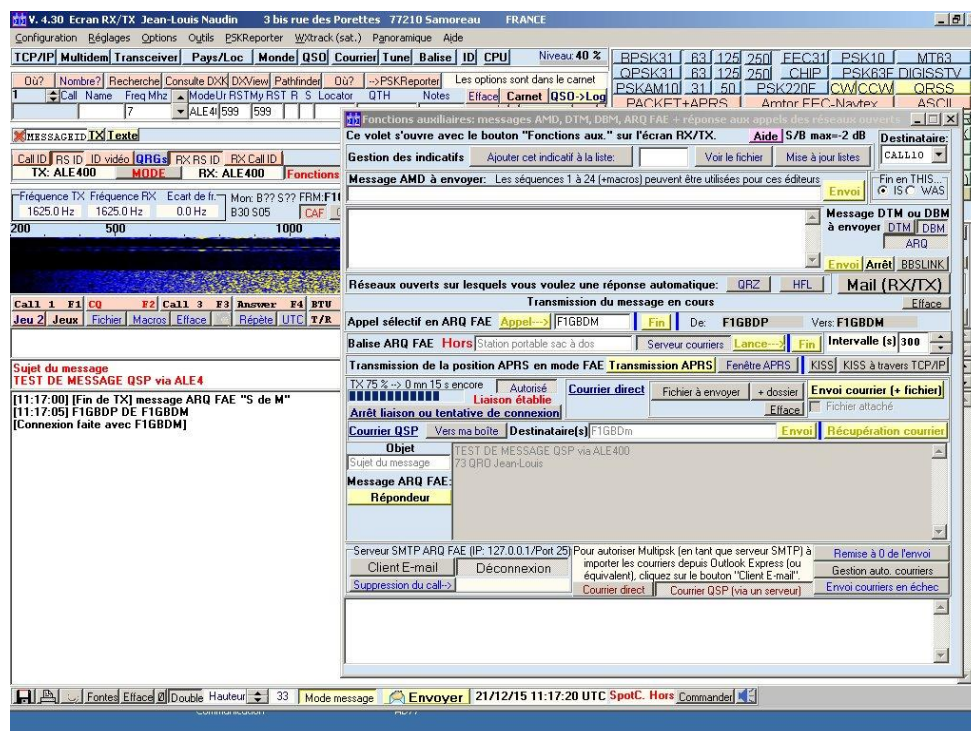 V. 4.30 Ecran RX/TX Jean-Louis Naudin 3 bis rue des Porettes 77210 Samoreau FRANCE
Configuration Réglages Options Outils PSKReporter WXtrack (sat.) Panoramique Aide
TCP/IP Multidem Transceiver Pays/Loc Monde QSO Courrier Tune Balise ID CPU Niveau: 40 %
BPSK31 63 125 250 FEC31 PSK10 MT63
QPSK31 63 125 250 CHIP PSK63F DIGISSTV
PSKAM10 31 50 PSK220F CW CCW QRSS
PACKET+APRS Amtor FEC-Navtex ASCII
Où? Nombre? Recherche Consulte DXK DXView Pathfinder Où? -->PSKReporter Les options sont dans le carnet
1 Call Name Freq Mhz Mode Ur RST My RST R S Locator QTH Notes Efface Carnet QSO->Log
7 ALE4 599 599
MESSAGEID TX Texte
Call ID RS ID ID vidéo QRGs RX RS ID RX Call ID
TX: ALE400 MODE RX: ALE400 Fonctions
Fréquence TX Fréquence RX Ecart de fr. Mon: B?? S?? FRM:F1
1625.0 Hz 1625.0 Hz 0.0 Hz B30 S05 CAF
200 500 1000
Call 1 F1 CQ F2 Call 3 F3 Answer F4 BTU
Jeu 2 Jeux Fichier Macros Efface Répète UTC T/R
Sujet du message
TEST DE MESSAGE QSP via ALE4
[11:17:00] [Fin de TX] message ARQ FAE "S de M"
[11:17:05] F1GBDP DE F1GBDM
[Connexion faite avec F1GBDM]
Fonctions auxiliaires: messages AMD, DTM, DBM, ARQ FAE + réponse aux appels des réseaux ouverts
Ce volet s'ouvre avec le bouton "Fonctions aux." sur l'écran RX/TX. Aide S/B max=-2 dB Destinataire:
Gestion des indicatifs Ajouter cet indicatif à la liste: Voir le fichier Mise à jour listes CALL10
Message AMD à envoyer: Les séquences 1 à 24 (+macros) peuvent être utilisées pour ces éditeurs Envoi
Fin en THIS...
IS WAS
Message DTM ou DBM
à envoyer DTM DBM
ARQ
Envoi Arrêt BBSLINK
Réseaux ouverts sur lesquels vous voulez une réponse automatique: QRZ HFL Mail (RX/TX)
Transmission du message en cours Efface
Appel sélectif en ARQ FAE Appel---> F1GBDM Fin De: F1GBDP Vers: F1GBDM
Balise ARQ FAE Hors Station portable sac à dos Serveur courriers Lance---> Fin Intervalle (s) 300
Transmission de la position APRS en mode FAE Transmission APRS Fenêtre APRS KISS KISS à travers TCP/IP
TX 75 % --> 0 mn 15 s encore Autorisé
Liaison établie
Arrêt liaison ou tentative de connexion
Courrier direct Fichier à envoyer + dossier Envoi courrier (+ fichier)
Efface Fichier attaché
Courrier QSP Vers ma boîte Destinataire(s) F1GBDm Envoi Récupération courrier
Objet
Sujet du message
TEST DE MESSAGE QSP via ALE400
73 QRO Jean-Louis
Message ARQ FAE:
Répondeur
Serveur SMTP ARQ FAE (IP: 127.0.0.1/Port 25)
Client E-mail Déconnexion
Suppression du call-->
Pour autoriser Multipsk (en tant que serveur SMTP) à
importer les courriers depuis Outlook Express (ou
équivalent), cliquez sur le bouton "Client E-mail".
Courrier direct Courrier QSP (via un serveur)
Remise à 0 de l'envoi
Gestion auto. courriers
Envoi courriers en échec
Fontes Efface Ø Double Hauteur 33 Mode message Envoyer 21/12/15 11:17:20 UTC SpotC. Hors Commander